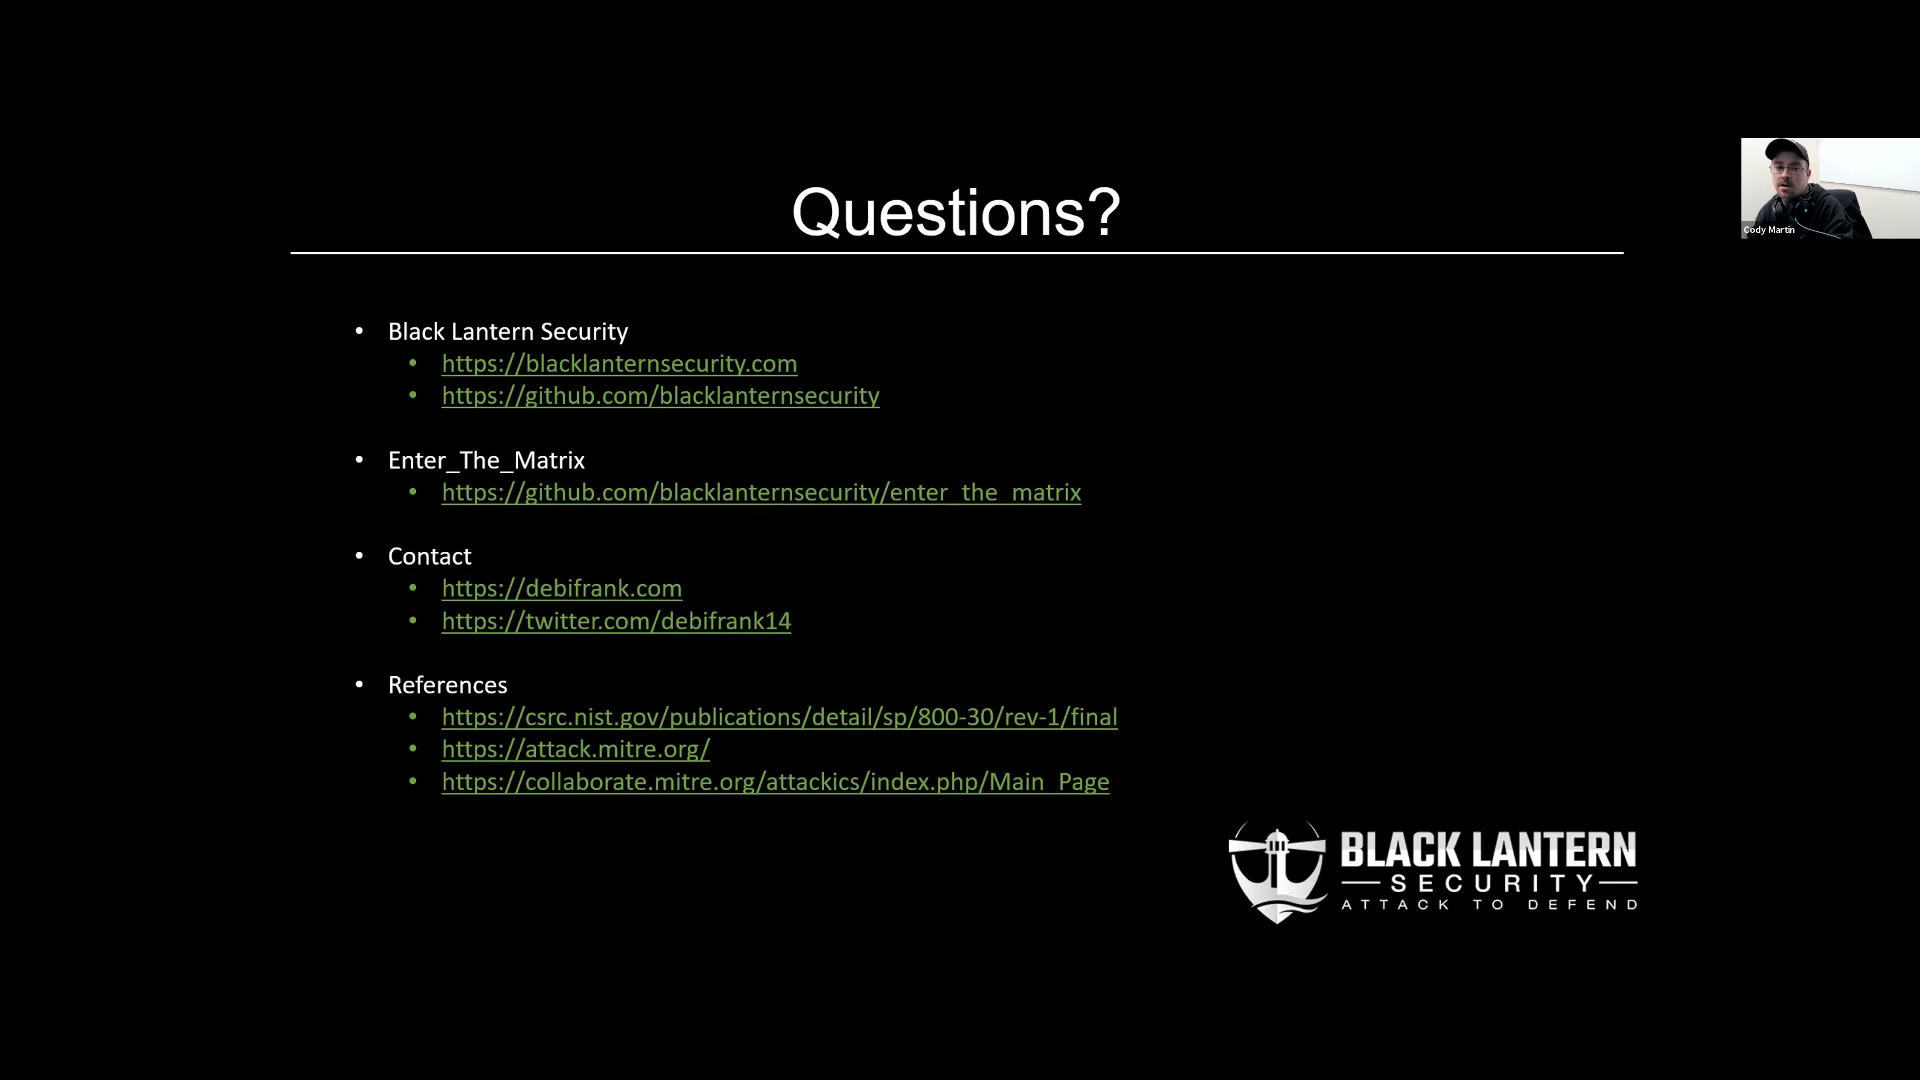 Questions?
Cody Martin
• Black Lantern Security
• https://blacklanternsecurity.com
• https://github.com/blacklanternsecurity
• Enter_The_Matrix
• https://github.com/blacklanternsecurity/enter_the_matrix
• Contact
• https://debifrank.com
• https://twitter.com/debifrank14
• References
• https://csrc.nist.gov/publications/detail/sp/800-30/rev-1/final
• https://attack.mitre.org/
• https://collaborate.mitre.org/attackics/index.php/Main_Page
BLACK LANTERN
SECURITY
ATTACK TO DEFEND